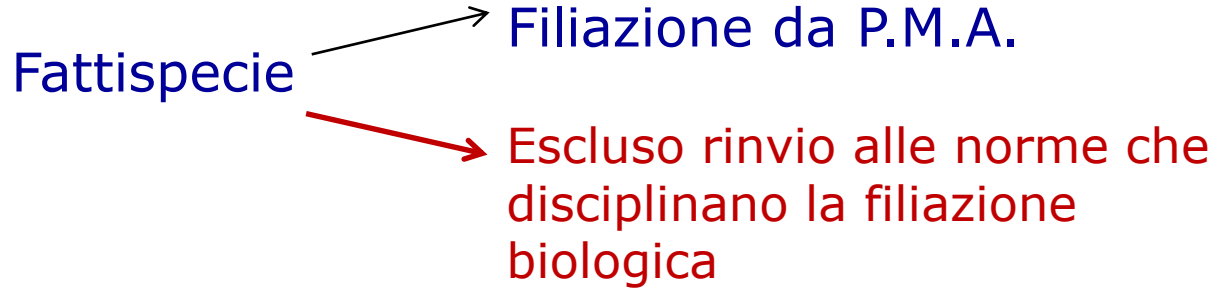 Fattispecie
Filiazione da P.M.A.
Escluso rinvio alle norme che
disciplinano la filiazione
biologica